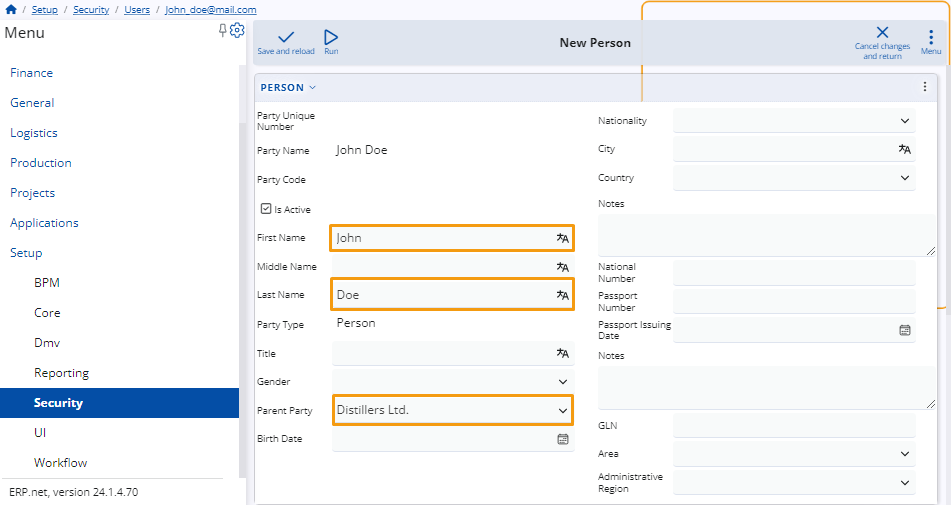 / Setup / Security / Users / John_doe@mail.com
Menu
Finance
General
Logistics
Production
Projects
Applications
Setup
BPM
Core
Dmv
Reporting
Security
UI
Workflow
ERP.net, version 24.1.4.70
Save and reload
Run
New Person
Cancel changes
and return
Menu
PERSON
Party Unique
Number
Party Name John Doe
Party Code
Is Active
First Name John
Middle Name
Last Name Doe
Party Type Person
Title
Gender
Parent Party Distillers Ltd.
Birth Date
Nationality
City
Country
Notes
National
Number
Passport
Number
Passport Issuing
Date
Notes
GLN
Area
Administrative
Region